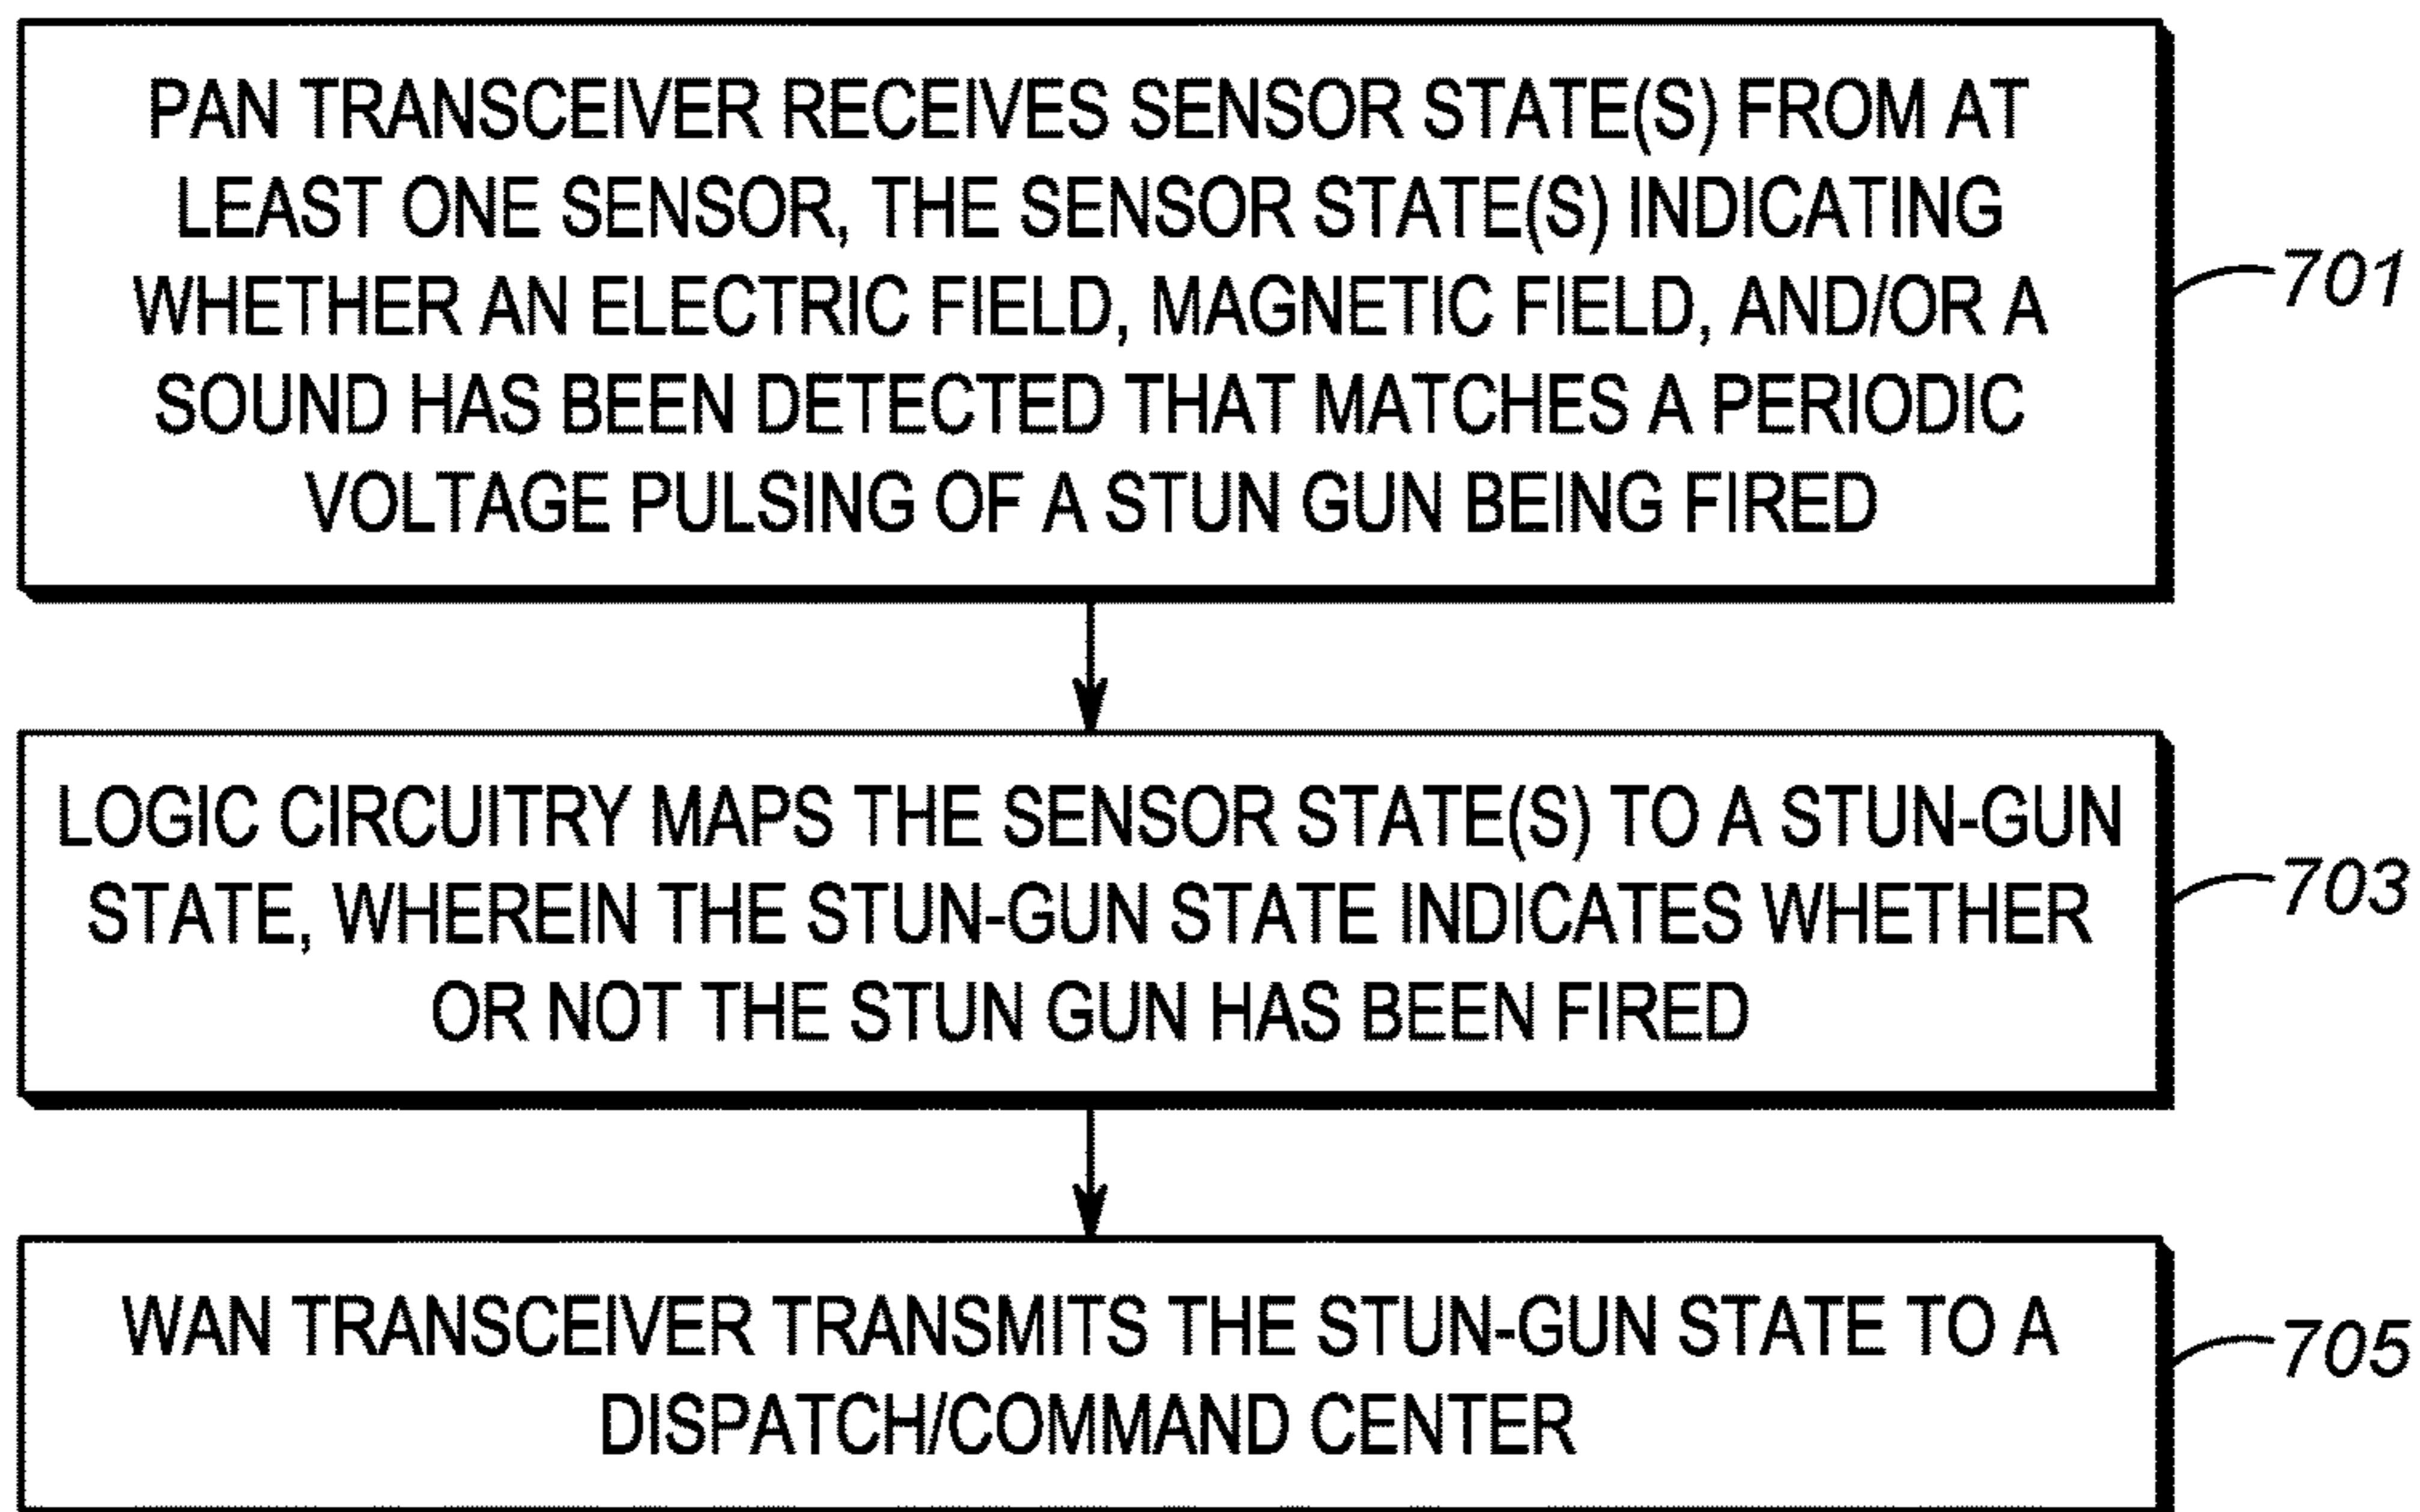 PAN TRANSCEIVER RECEIVES SENSOR STATE(S) FROM AT
LEAST ONE SENSOR, THE SENSOR STATE(S) INDICATING
WHETHER AN ELECTRIC FIELD, MAGNETIC FIELD, AND/OR A
SOUND HAS BEEN DETECTED THAT MATCHES A PERIODIC
VOLTAGE PULSING OF A STUN GUN BEING FIRED
701
LOGIC CIRCUITRY MAPS THE SENSOR STATE(S) TO A STUN-GUN
STATE, WHEREIN THE STUN-GUN STATE INDICATES WHETHER
OR NOT THE STUN GUN HAS BEEN FIRED
703
WAN TRANSCEIVER TRANSMITS THE STUN-GUN STATE TO A
DISPATCH/COMMAND CENTER
705